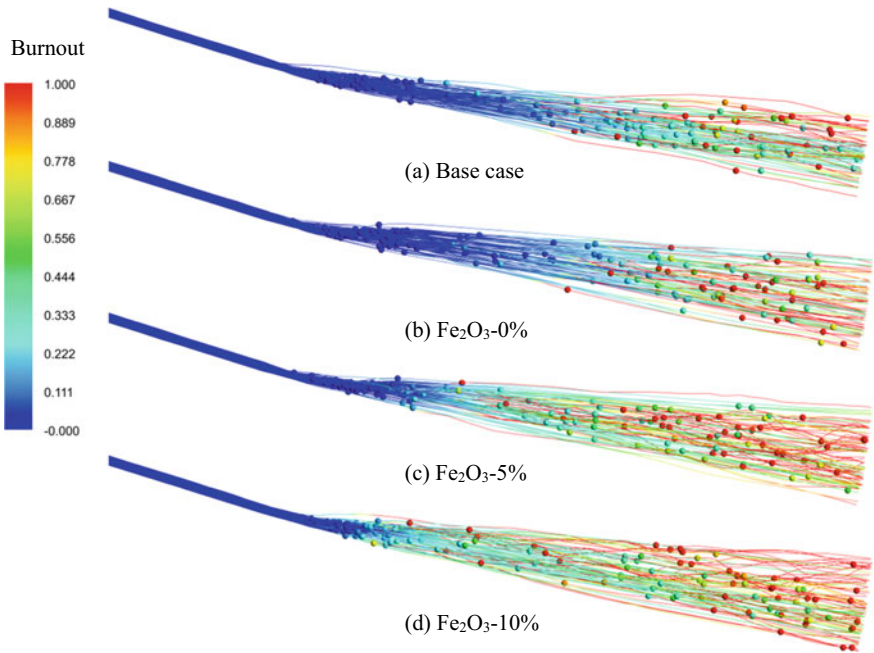 Burnout
1.000
0.889
0.778
0.667
0.556
0.444
0.333
0.222
0.111
-0.000
(a) Base case
(b) Fe₂O₃-0%
(c) Fe₂O₃-5%
(d) Fe₂O₃-10%